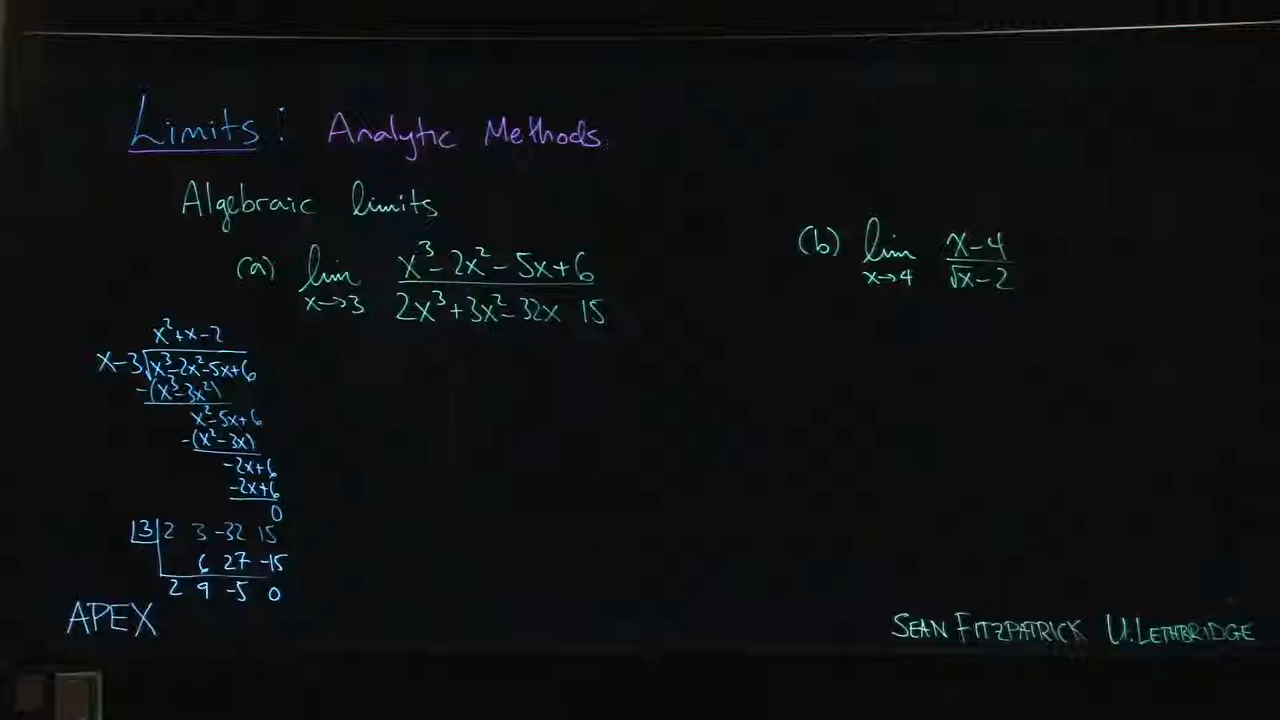 Limits: Analytic Methods
Algebraic limits
(a) lim x→3 (x³-2x²-5x+6)/(2x³+3x²-32x 15)
(b) lim x→4 (x-4)/(√x-2)
x²+x-2
x-3 √x³-2x²-5x+6
-(x³-3x²)
x²-5x+6
-(x²-3x)
-2x+6
-2x+6
0
3| 2 3 -32 15
6 27 -15
2 9 -5 0
APEX
SEAN FITZPATRICK U. LETHBRIDGE